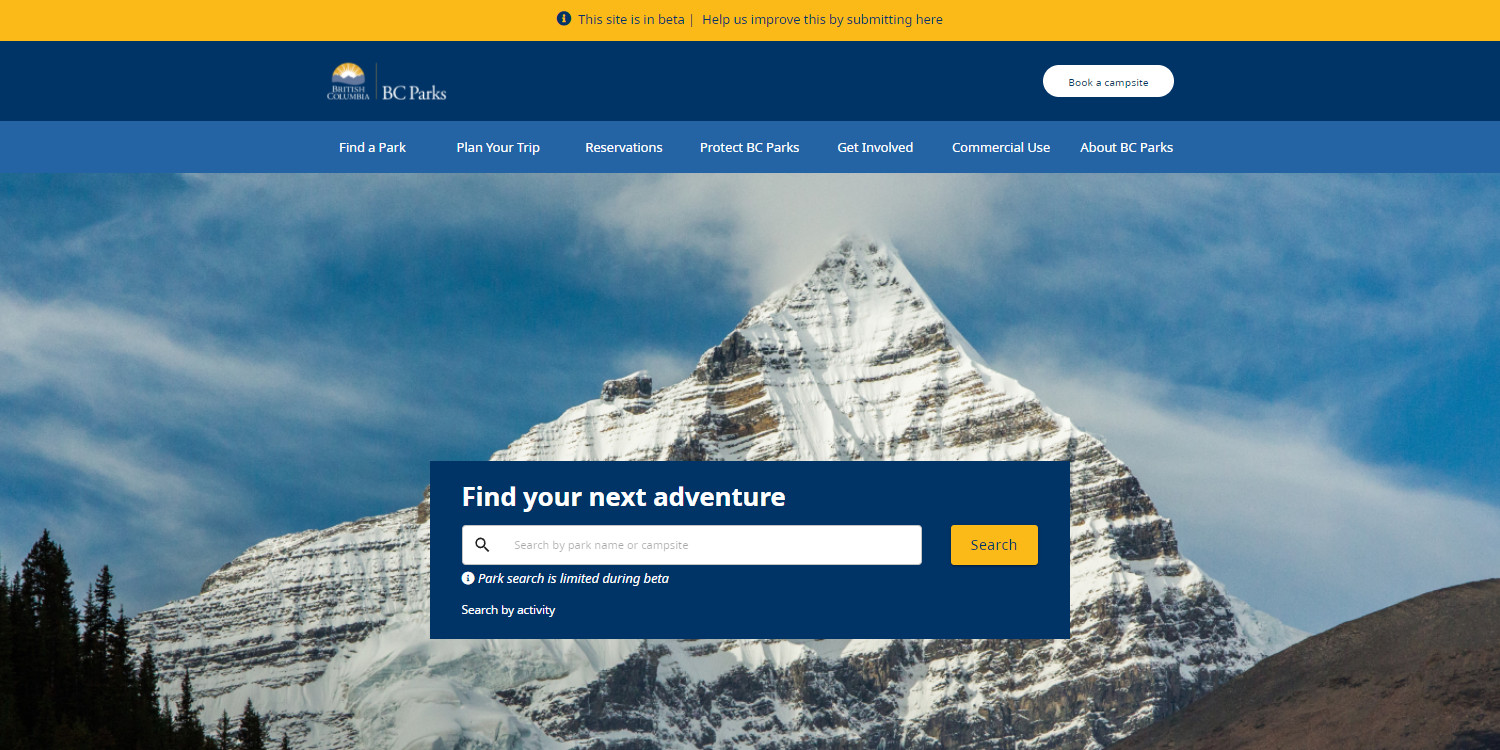 This site is in beta | Help us improve this by submitting here
BRITISH
COLUMBIA
BC Parks
Book a campsite
Find a Park
Plan Your Trip
Reservations
Protect BC Parks
Get Involved
Commercial Use
About BC Parks
Find your next adventure
Search by park name or campsite
Search
Park search is limited during beta
Search by activity